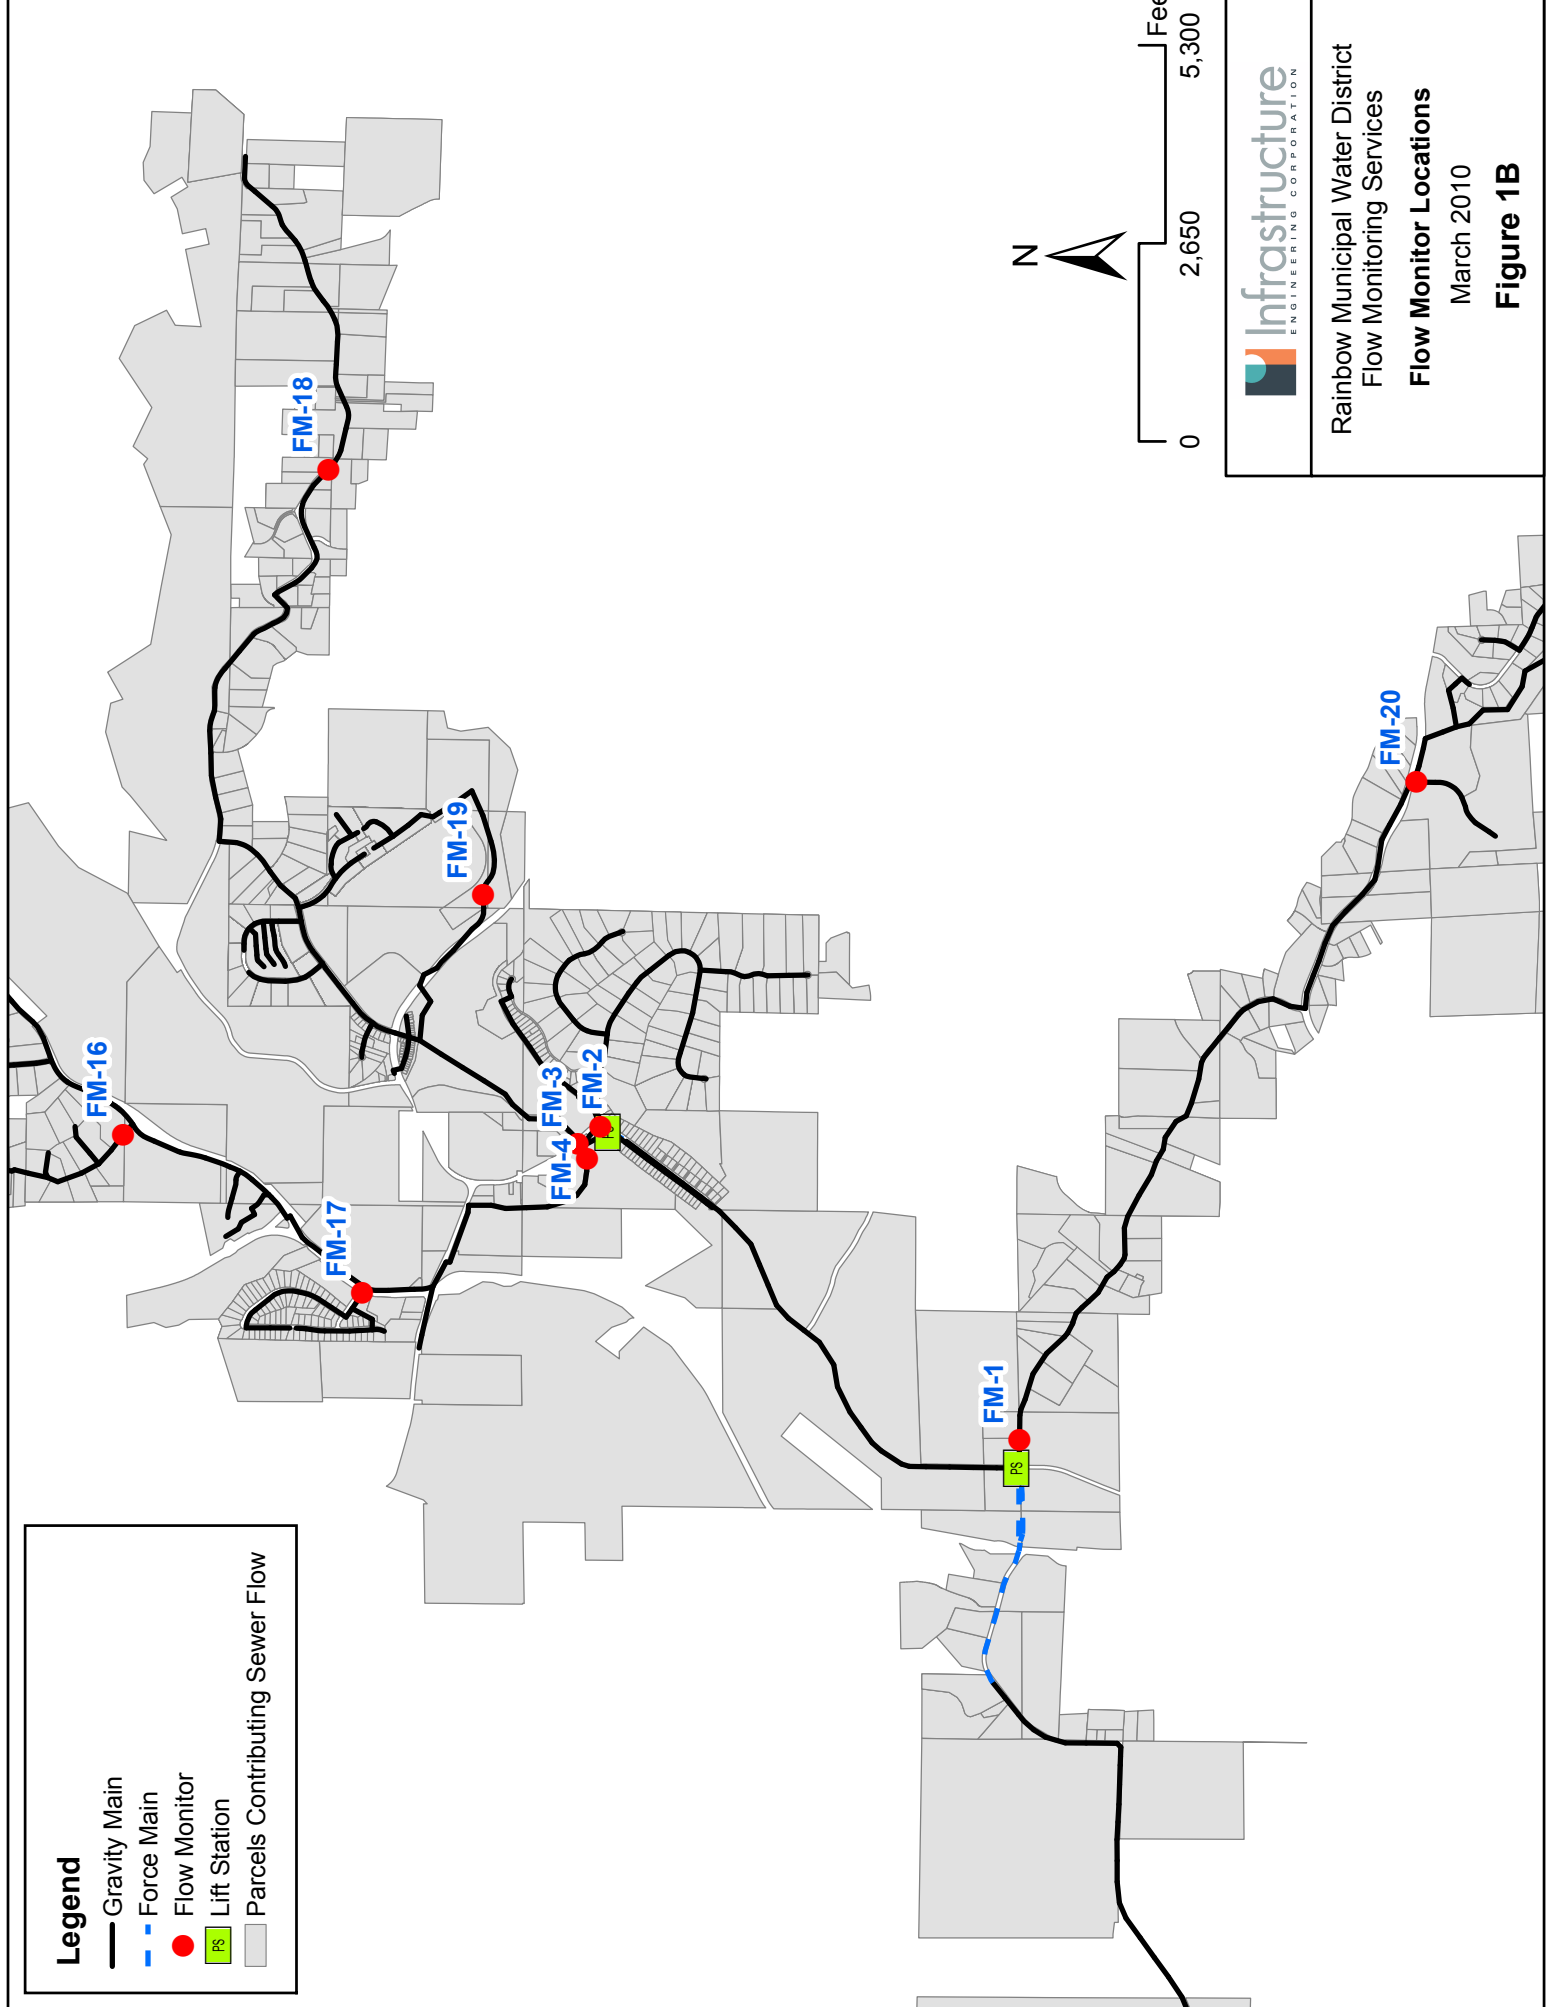 Legend
Gravity Main
Force Main
Flow Monitor
PS Lift Station
Parcels Contributing Sewer Flow
FM-16
FM-17
FM-18
FM-19
FM-3
FM-2
FM-4
PS
FM-1
PS
FM-20
N
0 2,650 5,300
Fee
Infrastructure
ENGINEERING CORPORATION
Rainbow Municipal Water District
Flow Monitoring Services
Flow Monitor Locations
March 2010
Figure 1B